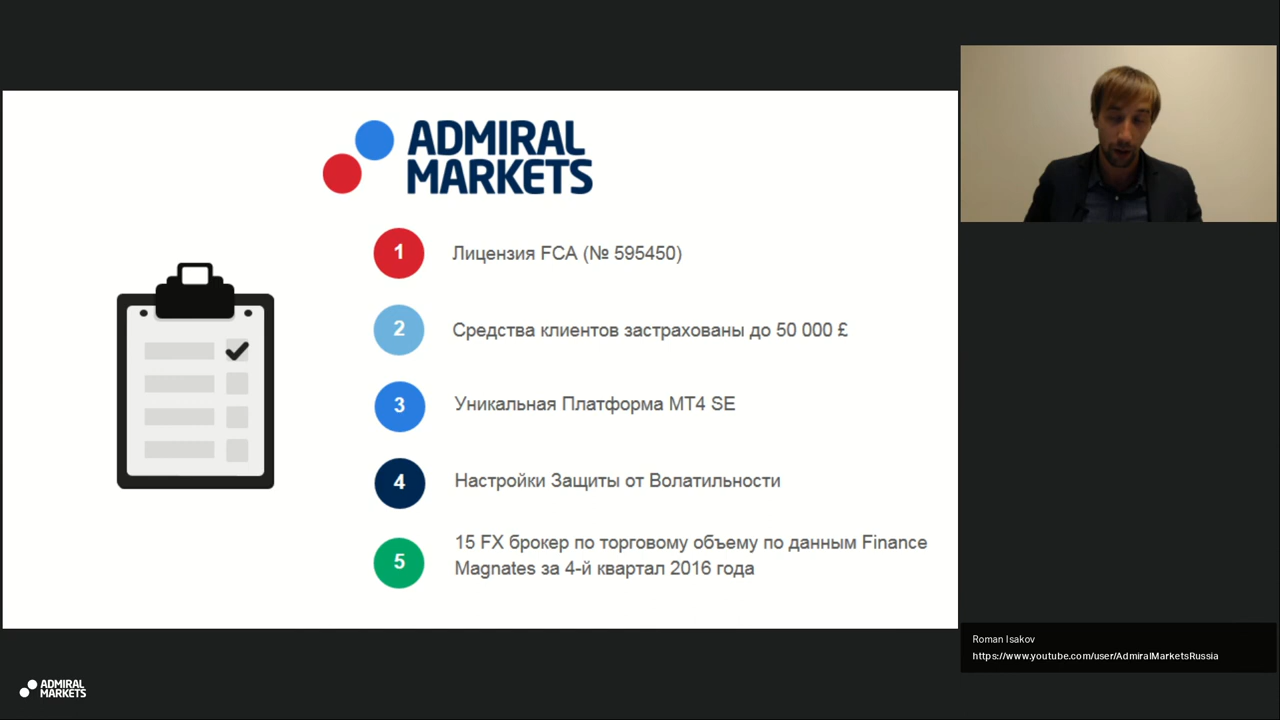 ADMIRAL
MARKETS
1 Лицензия FCA (№ 595450)
2 Средства клиентов застрахованы до 50 000 £
3 Уникальная Платформа MT4 SE
4 Настройки Защиты от Волатильности
5 15 FX брокер по торговому объему по данным Finance
Magnates за 4-й квартал 2016 года
Roman Isakov
https://www.youtube.com/user/AdmiralMarketsRussia
ADMIRAL
MARKETS